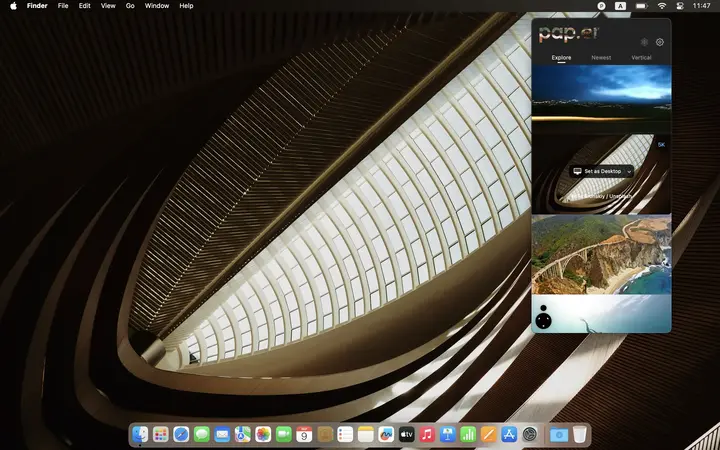 Finder File Edit View Go Window Help
P A 11:47
pap.er
Explore Newest Vertical
5K
Set as Desktop
/ Unsplash
9
tv